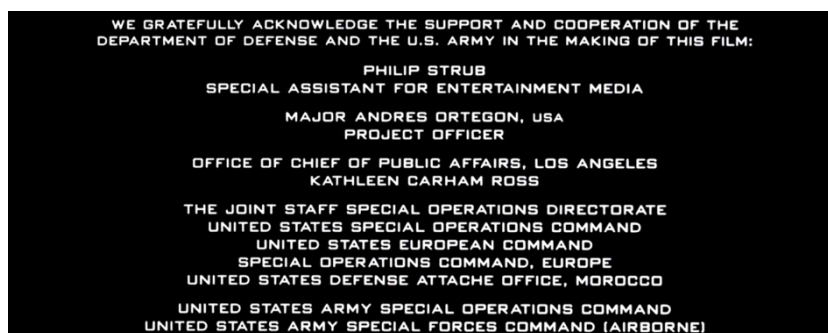 WE GRATEFULLY ACKNOWLEDGE THE SUPPORT AND COOPERATION OF THE
DEPARTMENT OF DEFENSE AND THE U.S. ARMY IN THE MAKING OF THIS FILM:
PHILIP STRUB
SPECIAL ASSISTANT FOR ENTERTAINMENT MEDIA
MAJOR ANDRES ORTEGON, USA
PROJECT OFFICER
OFFICE OF CHIEF OF PUBLIC AFFAIRS, LOS ANGELES
KATHLEEN CARHAM ROSS
THE JOINT STAFF SPECIAL OPERATIONS DIRECTORATE
UNITED STATES SPECIAL OPERATIONS COMMAND
UNITED STATES EUROPEAN COMMAND
SPECIAL OPERATIONS COMMAND, EUROPE
UNITED STATES DEFENSE ATTACHE OFFICE, MOROCCO
UNITED STATES ARMY SPECIAL OPERATIONS COMMAND
UNITED STATES ARMY SPECIAL FORCES COMMAND (AIRBORNE)